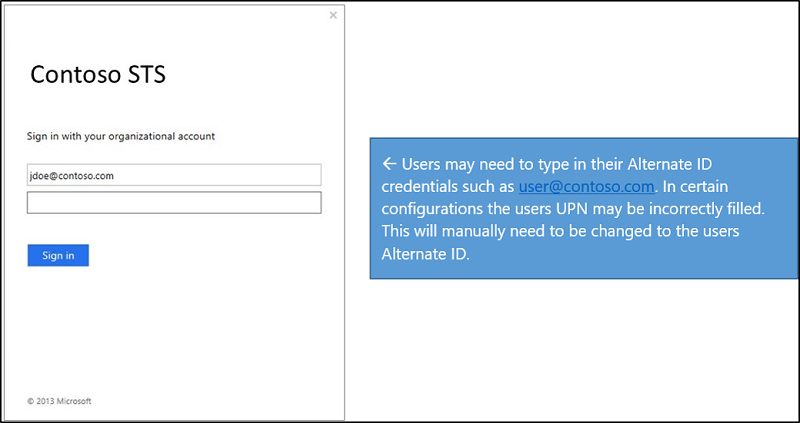 Contoso STS
Sign in with your organizational account
jdoe@contoso.com
Sign in
© 2013 Microsoft
← Users may need to type in their Alternate ID
credentials such as user@contoso.com. In certain
configurations the users UPN may be incorrectly filled.
This will manually need to be changed to the users
Alternate ID.